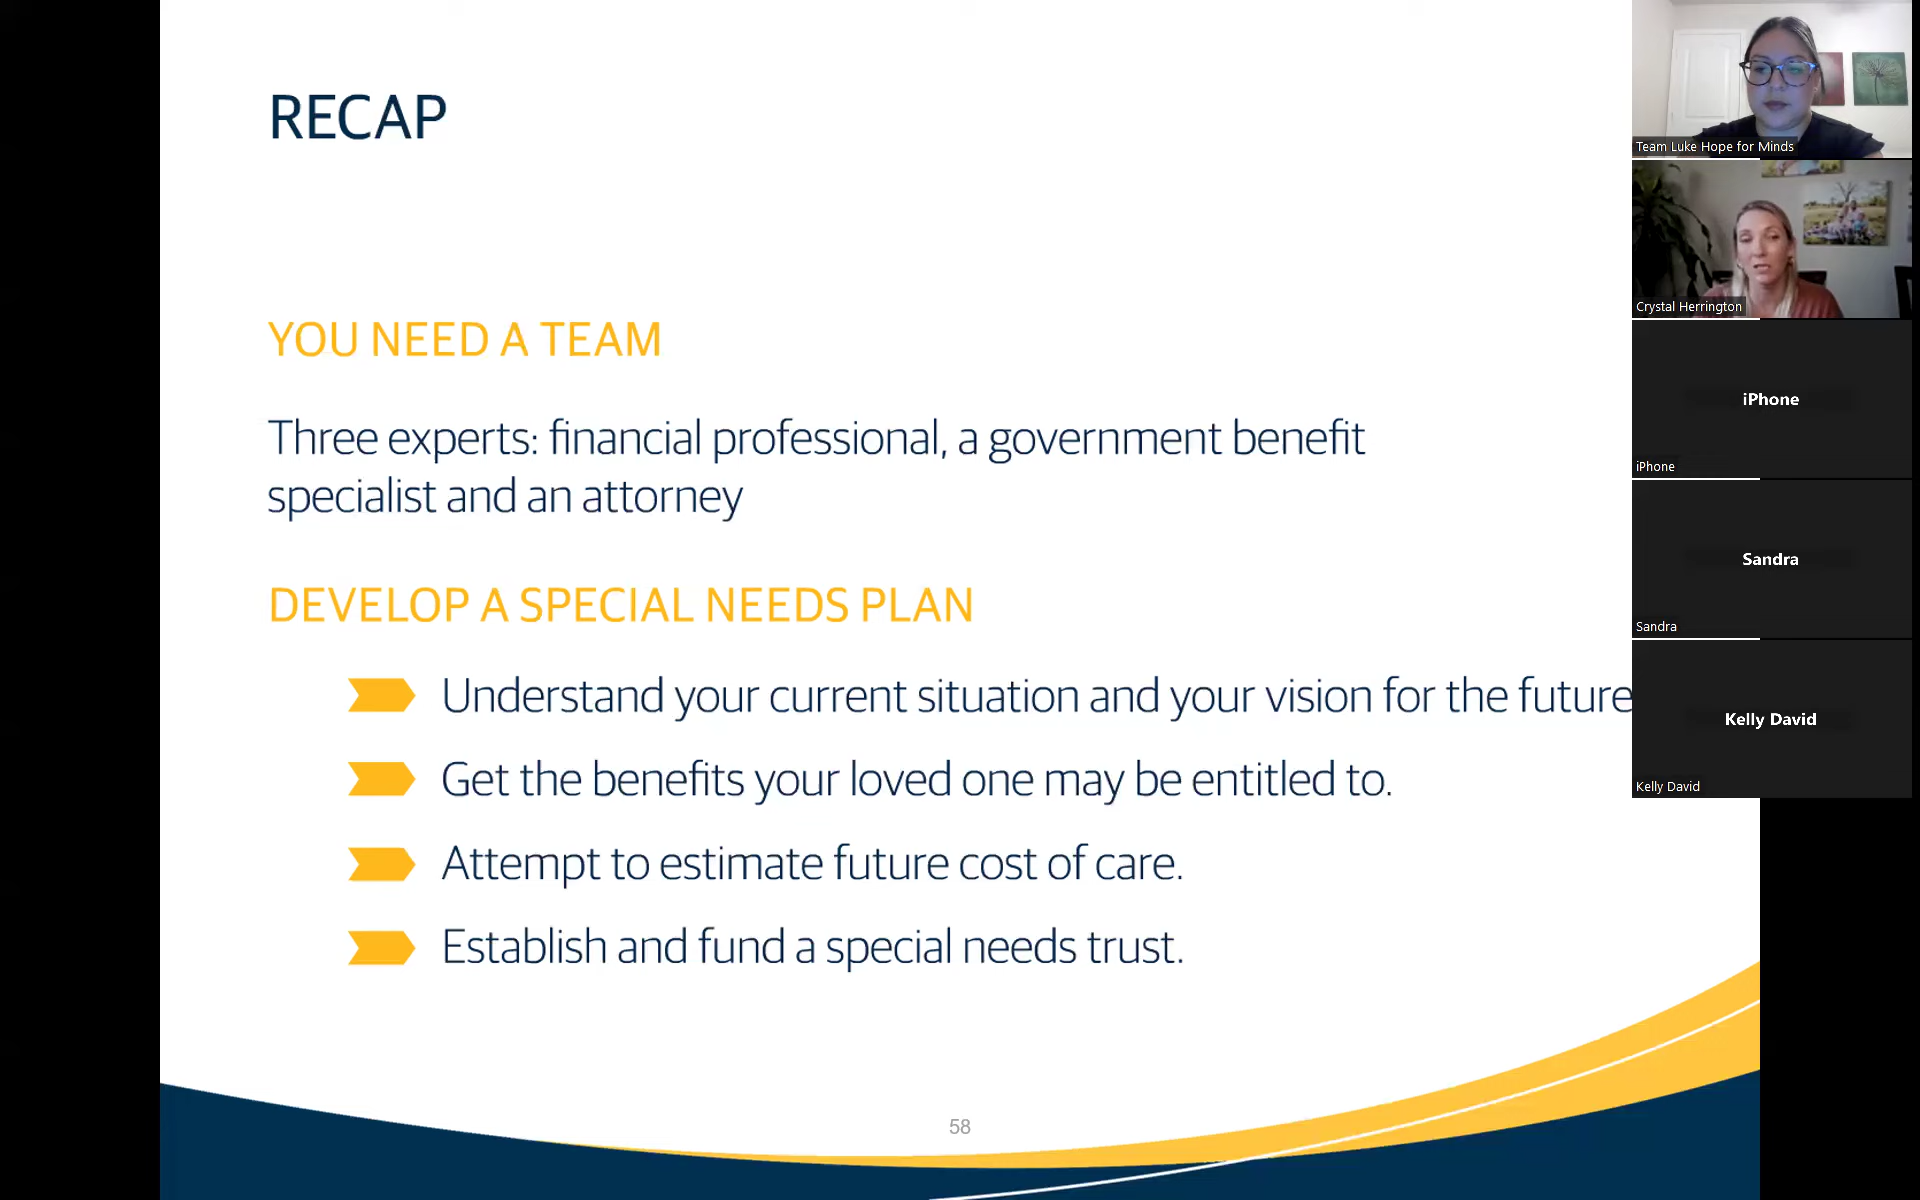 RECAP
YOU NEED A TEAM
Three experts: financial professional, a government benefit
specialist and an attorney
DEVELOP A SPECIAL NEEDS PLAN
Understand your current situation and your vision for the future
Get the benefits your loved one may be entitled to.
Attempt to estimate future cost of care.
Establish and fund a special needs trust.
58
Team Luke Hope for Minds
Crystal Herrington
iPhone
iPhone
Sandra
Sandra
Kelly David
Kelly David